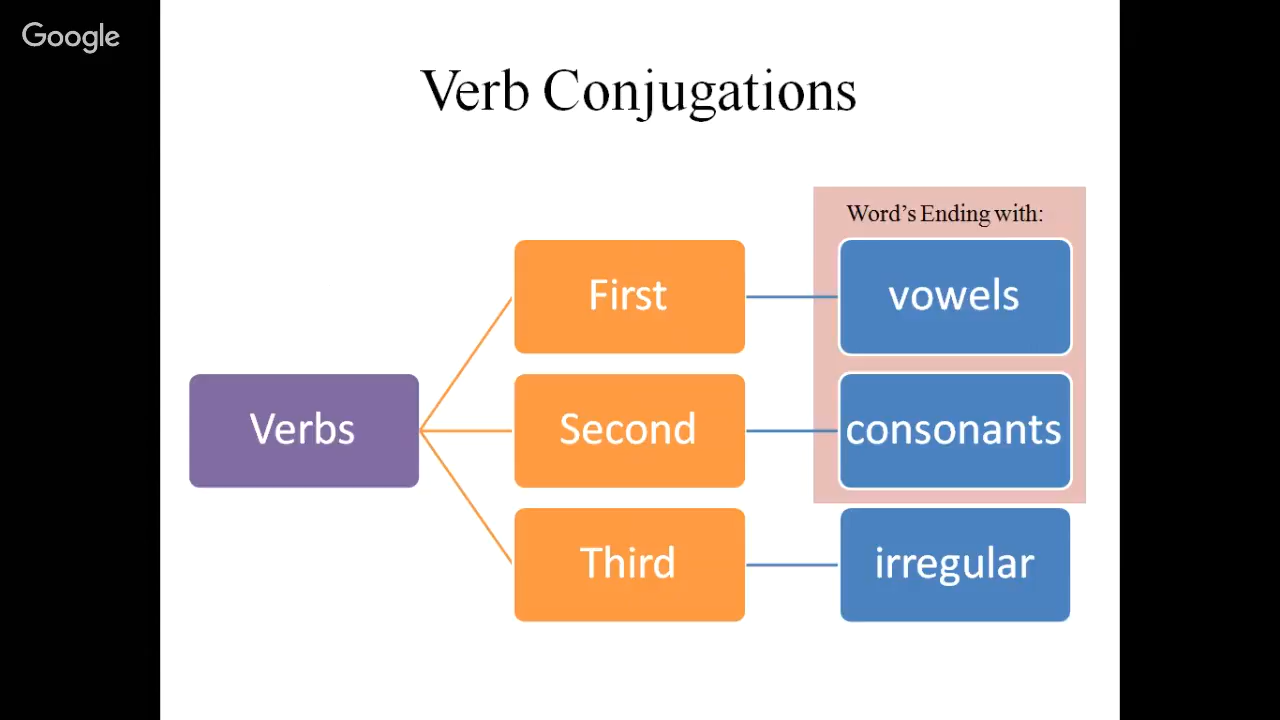 Google
Verb Conjugations
Word's Ending with:
First
vowels
Verbs
Second
consonants
Third
irregular